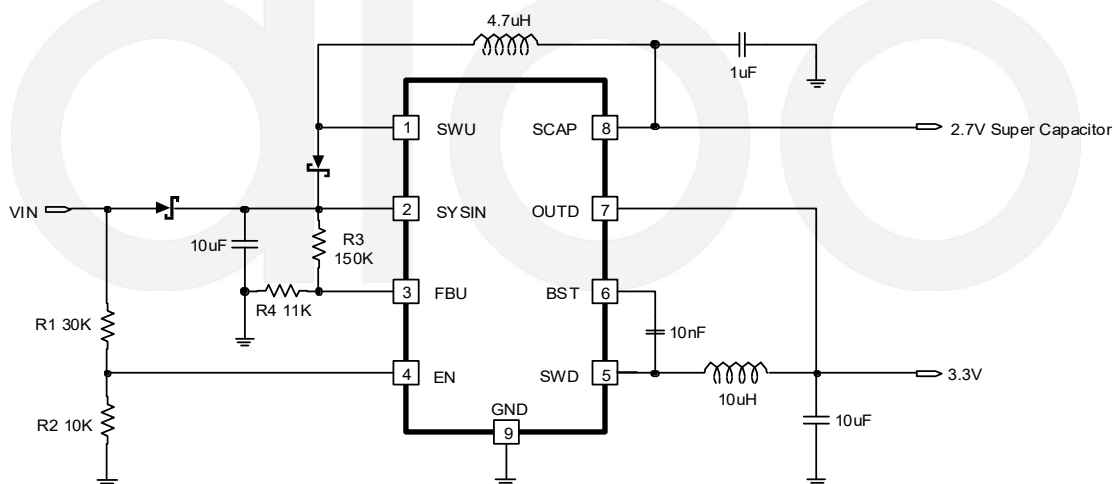 4.7uH
1uF
1 SWU
SCAP 8
2.7V Super Capacitor
VIN
2 SYSIN
OUTD 7
10uF
R3
150K
3 FBU
BST 6
R4 11K
10nF
R1 30K
4 EN
SWD 5
3.3V
10uH
GND
9
R2 10K
10uF
dioo